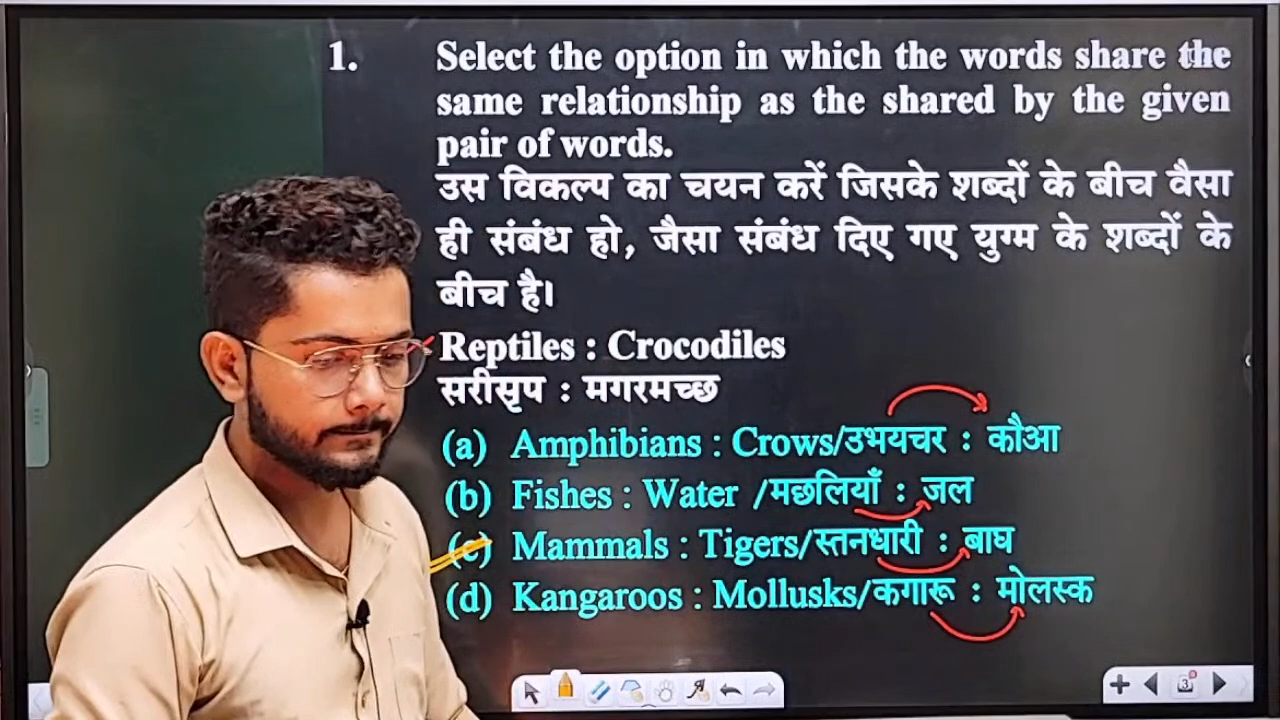 1. Select the option in which the words share the
same relationship as the shared by the given
pair of words.
उस विकल्प का चयन करें जिसके शब्दों के बीच वैसा
ही संबंध हो, जैसा संबंध दिए गए युग्म के शब्दों के
बीच है।
Reptiles : Crocodiles
सरीसृप : मगरमच्छ
(a) Amphibians : Crows/उभयचर : कौआ
(b) Fishes : Water /मछलियाँ : जल
(c) Mammals : Tigers/स्तनधारी : बाघ
(d) Kangaroos : Mollusks/कगारू : मोलस्क
3